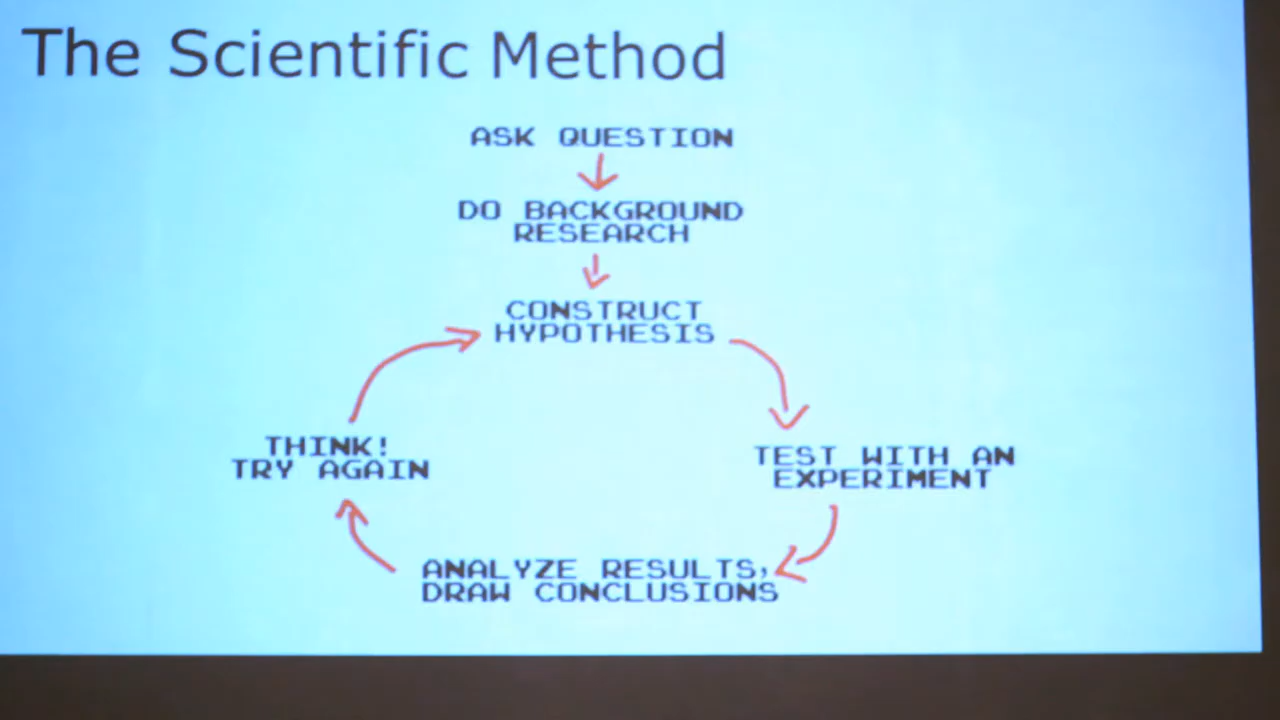 The Scientific Method
ASK QUESTION
DO BACKGROUND
RESEARCH
CONSTRUCT
HYPOTHESIS
THINK!
TRY AGAIN
TEST WITH AN
EXPERIMENT
ANALYZE RESULTS,
DRAW CONCLUSIONS